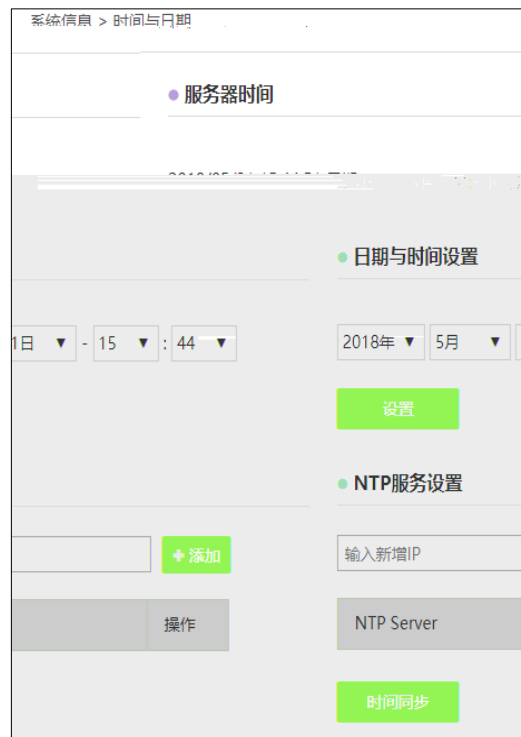 系统信息 > 时间与日期
服务器时间
日期与时间设置
1日 ▼ - 15 ▼ : 44 ▼
2018年 ▼ 5月 ▼
设置
NTP服务设置
+ 添加
输入新增IP
操作
NTP Server
时间同步